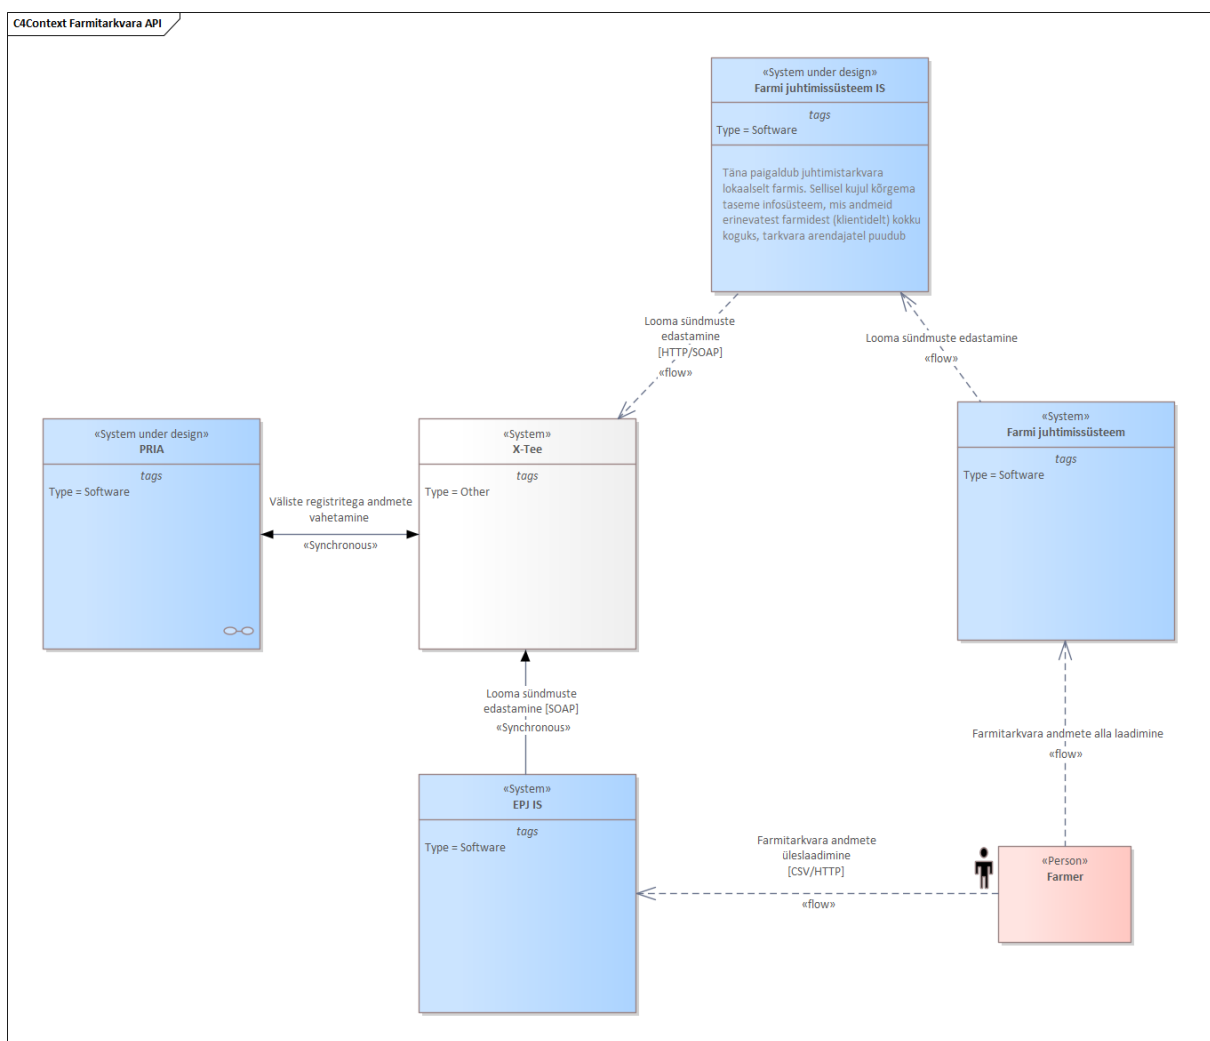 C4Context Farmitarkvara API
«System under design»
Farmi juhtimissüsteem IS
tags
Type = Software
Täna paigaldub juhtimistarkvara
lokaalselt farmis. Sellisel kujul kõrgema
taseme infosüsteem, mis andmeid
erinevatest farmidest (klientidelt) kokku
koguks, tarkvara arendajatel puudub
Looma sündmuste
edastamine
[HTTP/SOAP]
«flow»
Looma sündmuste edastamine
«flow»
«System»
Farmi juhtimissüsteem
tags
Type = Software
«System under design»
PRIA
tags
Type = Software
Väliste registritega andmete
vahetamine
«Synchronous»
«System»
X-Tee
tags
Type = Other
Looma sündmuste
edastamine [SOAP]
«Synchronous»
Farmitarkvara andmete alla laadimine
«flow»
«System»
EPJ IS
tags
Type = Software
Farmitarkvara andmete
üleslaadimine
[CSV/HTTP]
«flow»
«Person»
Farmer